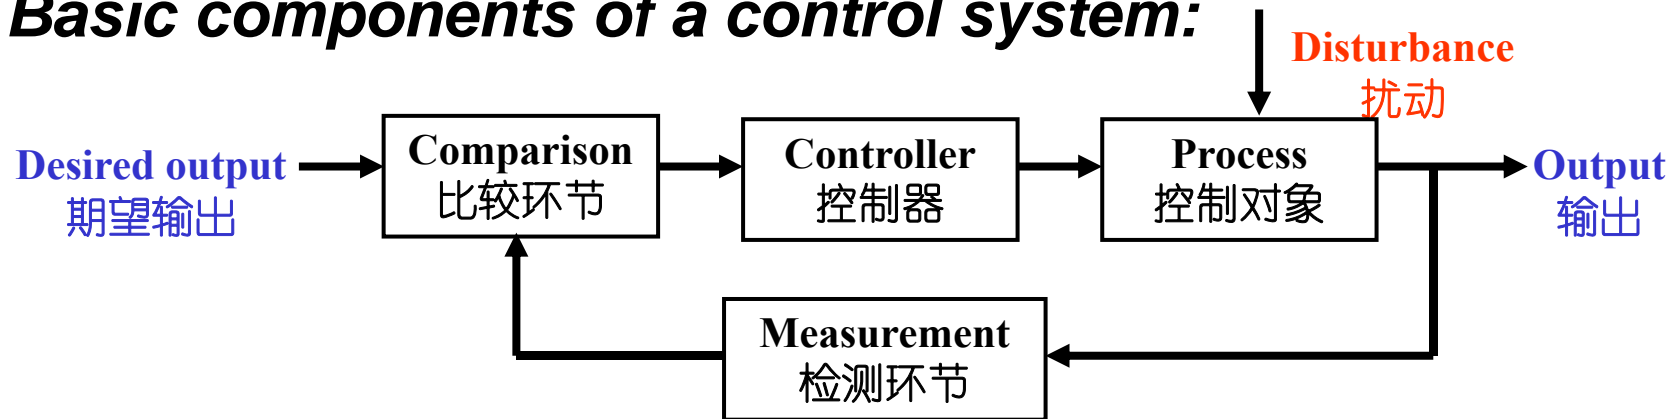 Basic components of a control system:
Disturbance
扰动
Desired output
期望输出
Comparison
比较环节
Controller
控制器
Process
控制对象
Output
输出
Measurement
检测环节